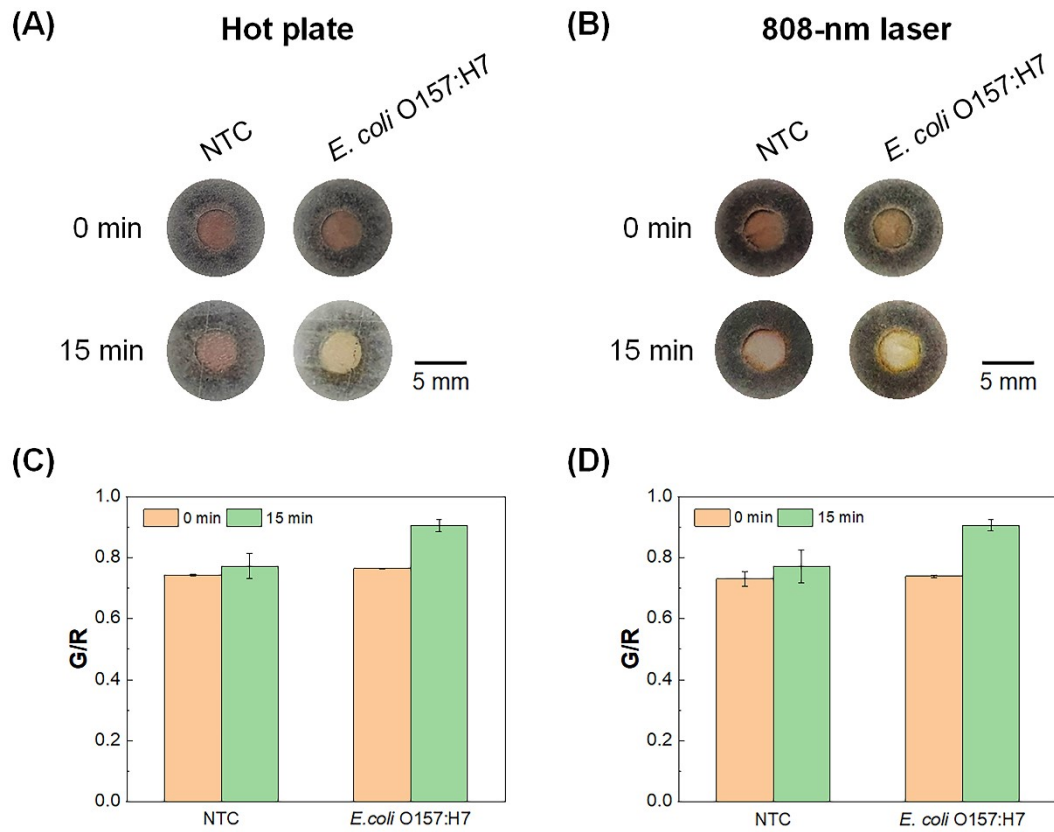 (A)
Hot plate
NTC
E. coli O157:H7
0 min
15 min
5 mm
(B)
808-nm laser
NTC
E. coli O157:H7
0 min
15 min
5 mm
(C)
1.0
0.8
0.6
0.4
0.2
0.0
G/R
0 min
15 min
NTC
E.coli O157:H7
(D)
1.0
0.8
0.6
0.4
0.2
0.0
G/R
0 min
15 min
NTC
E.coli O157:H7